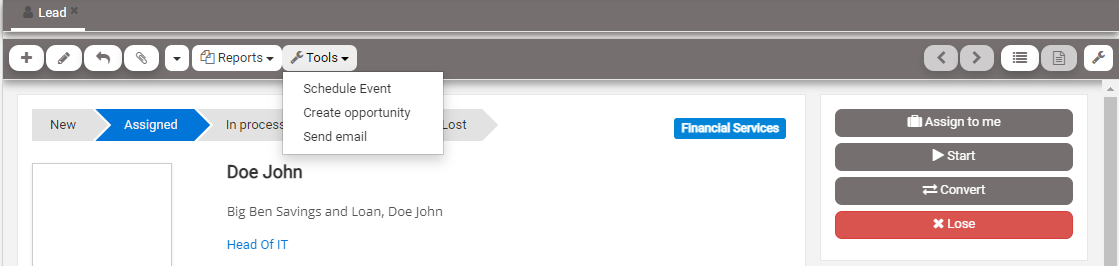 Lead
Reports
Tools
Schedule Event
Create opportunity
Send email
New
Assigned
In process
Lost
Financial Services
Doe John
Big Ben Savings and Loan, Doe John
Head Of IT
Assign to me
Start
Convert
Lose